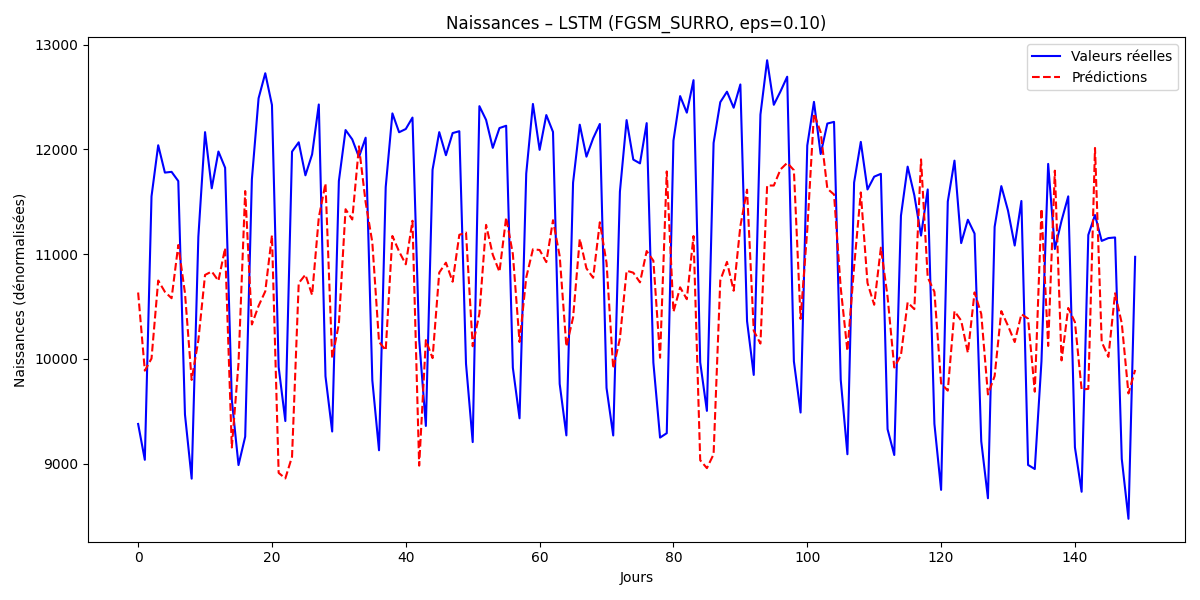 Naissances – LSTM (FGSM_SURRO, eps=0.10)
Valeurs réelles
Prédictions
Naissances (dénormalisées)
13000
12000
11000
10000
9000
0 20 40 60 80 100 120 140
Jours